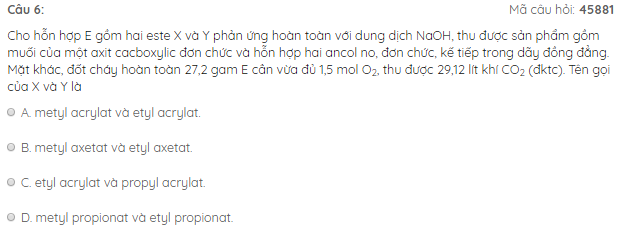 Câu 6: Mã câu hỏi: 45881
Cho hỗn hợp E gồm hai este X và Y phản ứng hoàn toàn với dung dịch NaOH, thu được sản phẩm gồm
muối của một axit cacboxylic đơn chức và hỗn hợp hai ancol no, đơn chức, kế tiếp trong dãy đồng đẳng.
Mặt khác, đốt cháy hoàn toàn 27,2 gam E cần vừa đủ 1,5 mol O₂, thu được 29,12 lít khí CO₂ (đktc). Tên gọi
của X và Y là
A. metyl acrylat và etyl acrylat.
B. metyl axetat và etyl axetat.
C. etyl acrylat và propyl acrylat.
D. metyl propionat và etyl propionat.